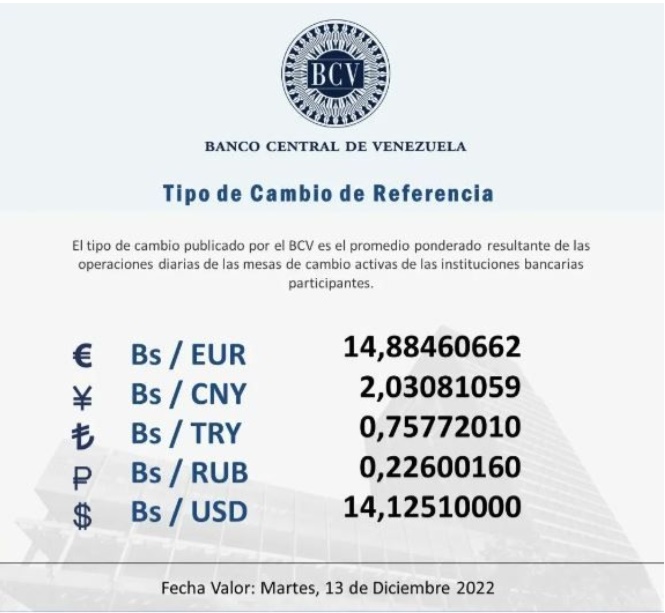 BCV
BANCO CENTRAL DE VENEZUELA
Tipo de Cambio de Referencia
El tipo de cambio publicado por el BCV es el promedio ponderado resultante de las
operaciones diarias de las mesas de cambio activas de las instituciones bancarias
participantes.
€ Bs / EUR 14,88460662
¥ Bs / CNY 2,03081059
₺ Bs / TRY 0,75772010
₽ Bs / RUB 0,22600160
$ Bs / USD 14,12510000
Fecha Valor: Martes, 13 de Diciembre 2022